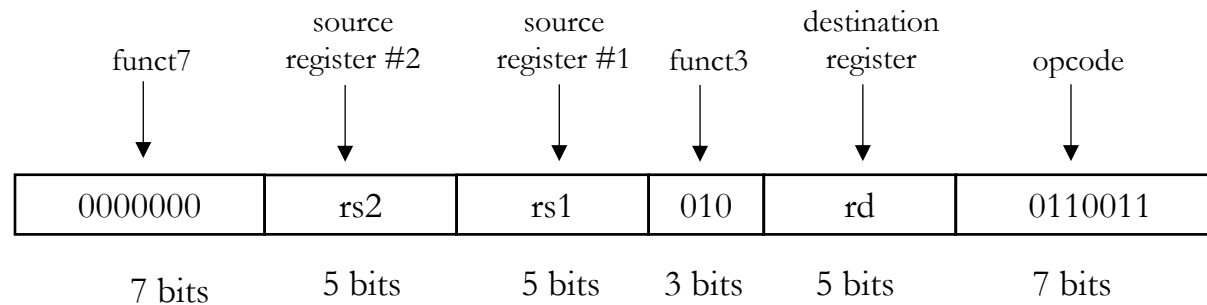 funct7
source
register #2
source
register #1
funct3
destination
register
opcode
0000000
rs2
rs1
010
rd
0110011
7 bits
5 bits
5 bits
3 bits
5 bits
7 bits